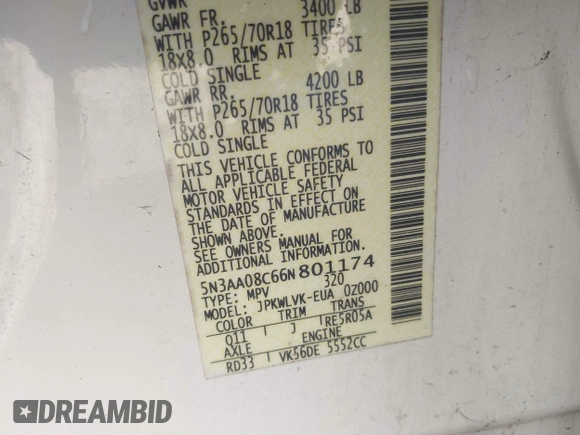 GVWR
GAWR FR. 3400 LB
WITH P265/70R18 TIRES
18X8.0 RIMS AT 35 PSI
COLD SINGLE
GAWR RR. 4200 LB
WITH P265/70R18 TIRES
18X8.0 RIMS AT 35 PSI
COLD SINGLE
THIS VEHICLE CONFORMS TO
ALL APPLICABLE FEDERAL
MOTOR VEHICLE SAFETY
STANDARDS IN EFFECT ON
THE DATE OF MANUFACTURE
SHOWN ABOVE.
SEE OWNERS MANUAL FOR
ADDITIONAL INFORMATION
5N3AA08C66N801174
TYPE: MPV 320
MODEL: JPKWLVK-EUA 0Z000
COLOR TRIM TRANS
Q11 J RE5R05A
AXLE ENGINE
RD33 VK56DE 5552CC
DREAMBID
DREAMBID.COM